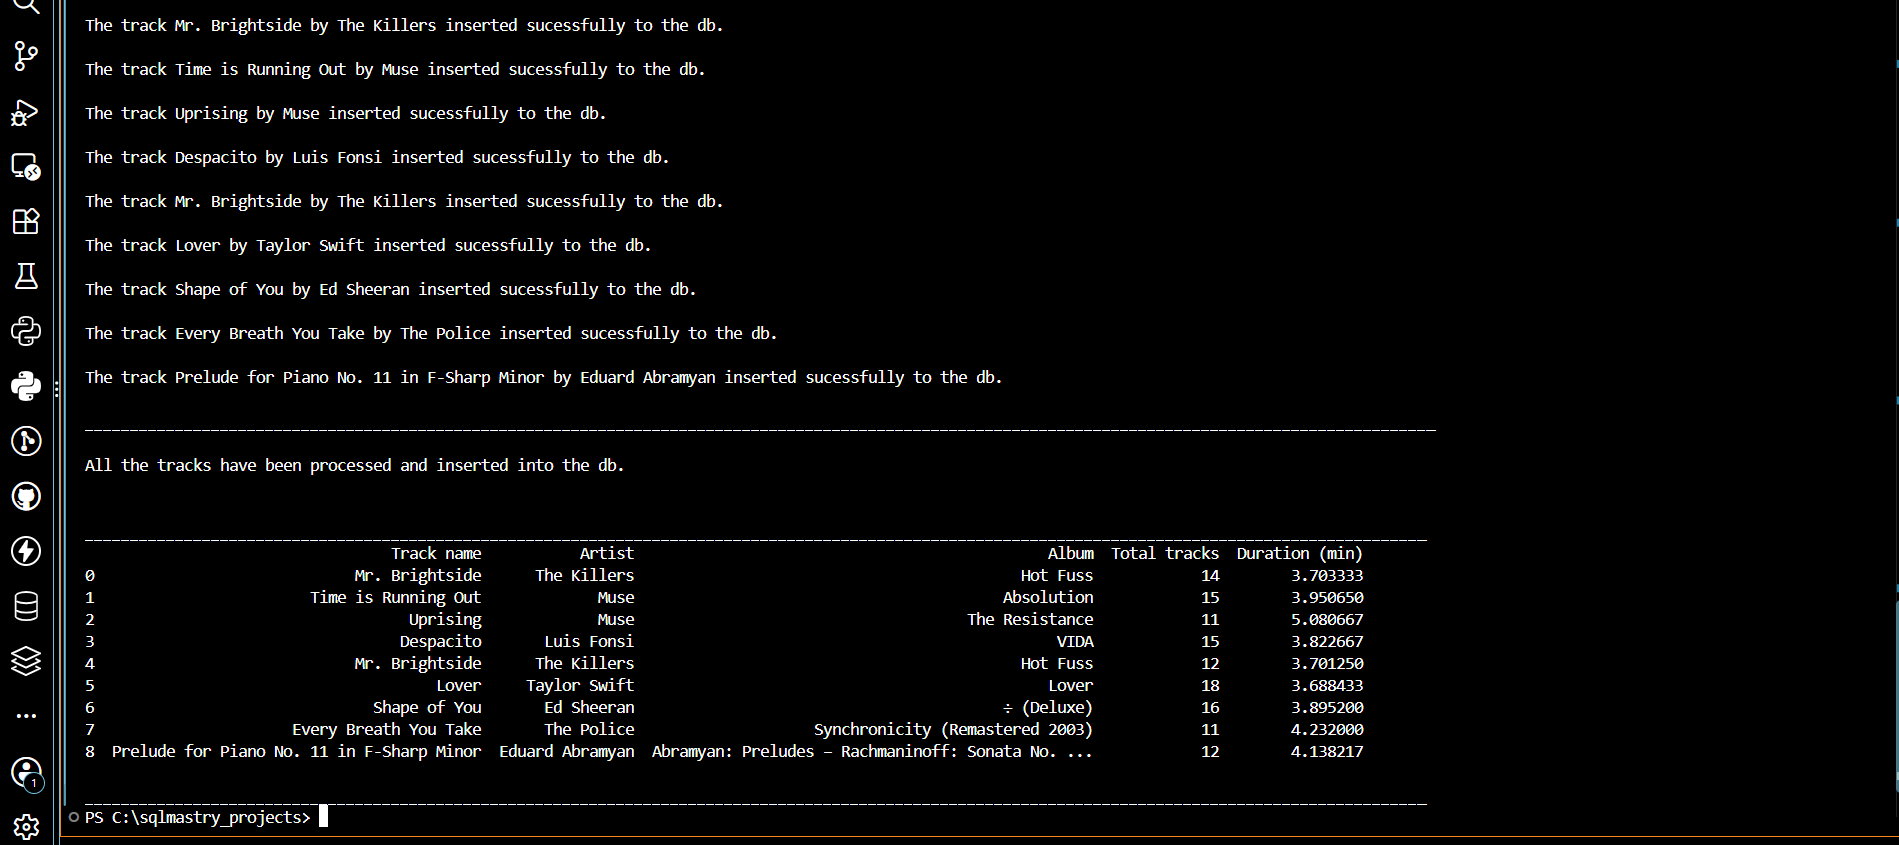 The track Mr. Brightside by The Killers inserted sucessfully to the db.
The track Time is Running Out by Muse inserted sucessfully to the db.
The track Uprising by Muse inserted sucessfully to the db.
The track Despacito by Luis Fonsi inserted sucessfully to the db.
The track Mr. Brightside by The Killers inserted sucessfully to the db.
The track Lover by Taylor Swift inserted sucessfully to the db.
The track Shape of You by Ed Sheeran inserted sucessfully to the db.
The track Every Breath You Take by The Police inserted sucessfully to the db.
The track Prelude for Piano No. 11 in F-Sharp Minor by Eduard Abramyan inserted sucessfully to the db.
All the tracks have been processed and inserted into the db.
Track name Artist Album Total tracks Duration (min)
0 Mr. Brightside The Killers Hot Fuss 14 3.703333
1 Time is Running Out Muse Absolution 15 3.950650
2 Uprising Muse The Resistance 11 5.080667
3 Despacito Luis Fonsi VIDA 15 3.822667
4 Mr. Brightside The Killers Hot Fuss 12 3.701250
5 Lover Taylor Swift Lover 18 3.688433
6 Shape of You Ed Sheeran ÷ (Deluxe) 16 3.895200
7 Every Breath You Take The Police Synchronicity (Remastered 2003) 11 4.232000
8 Prelude for Piano No. 11 in F-Sharp Minor Eduard Abramyan Abramyan: Preludes – Rachmaninoff: Sonata No. ... 12 4.138217
1
PS C:\sqlmastry_projects>